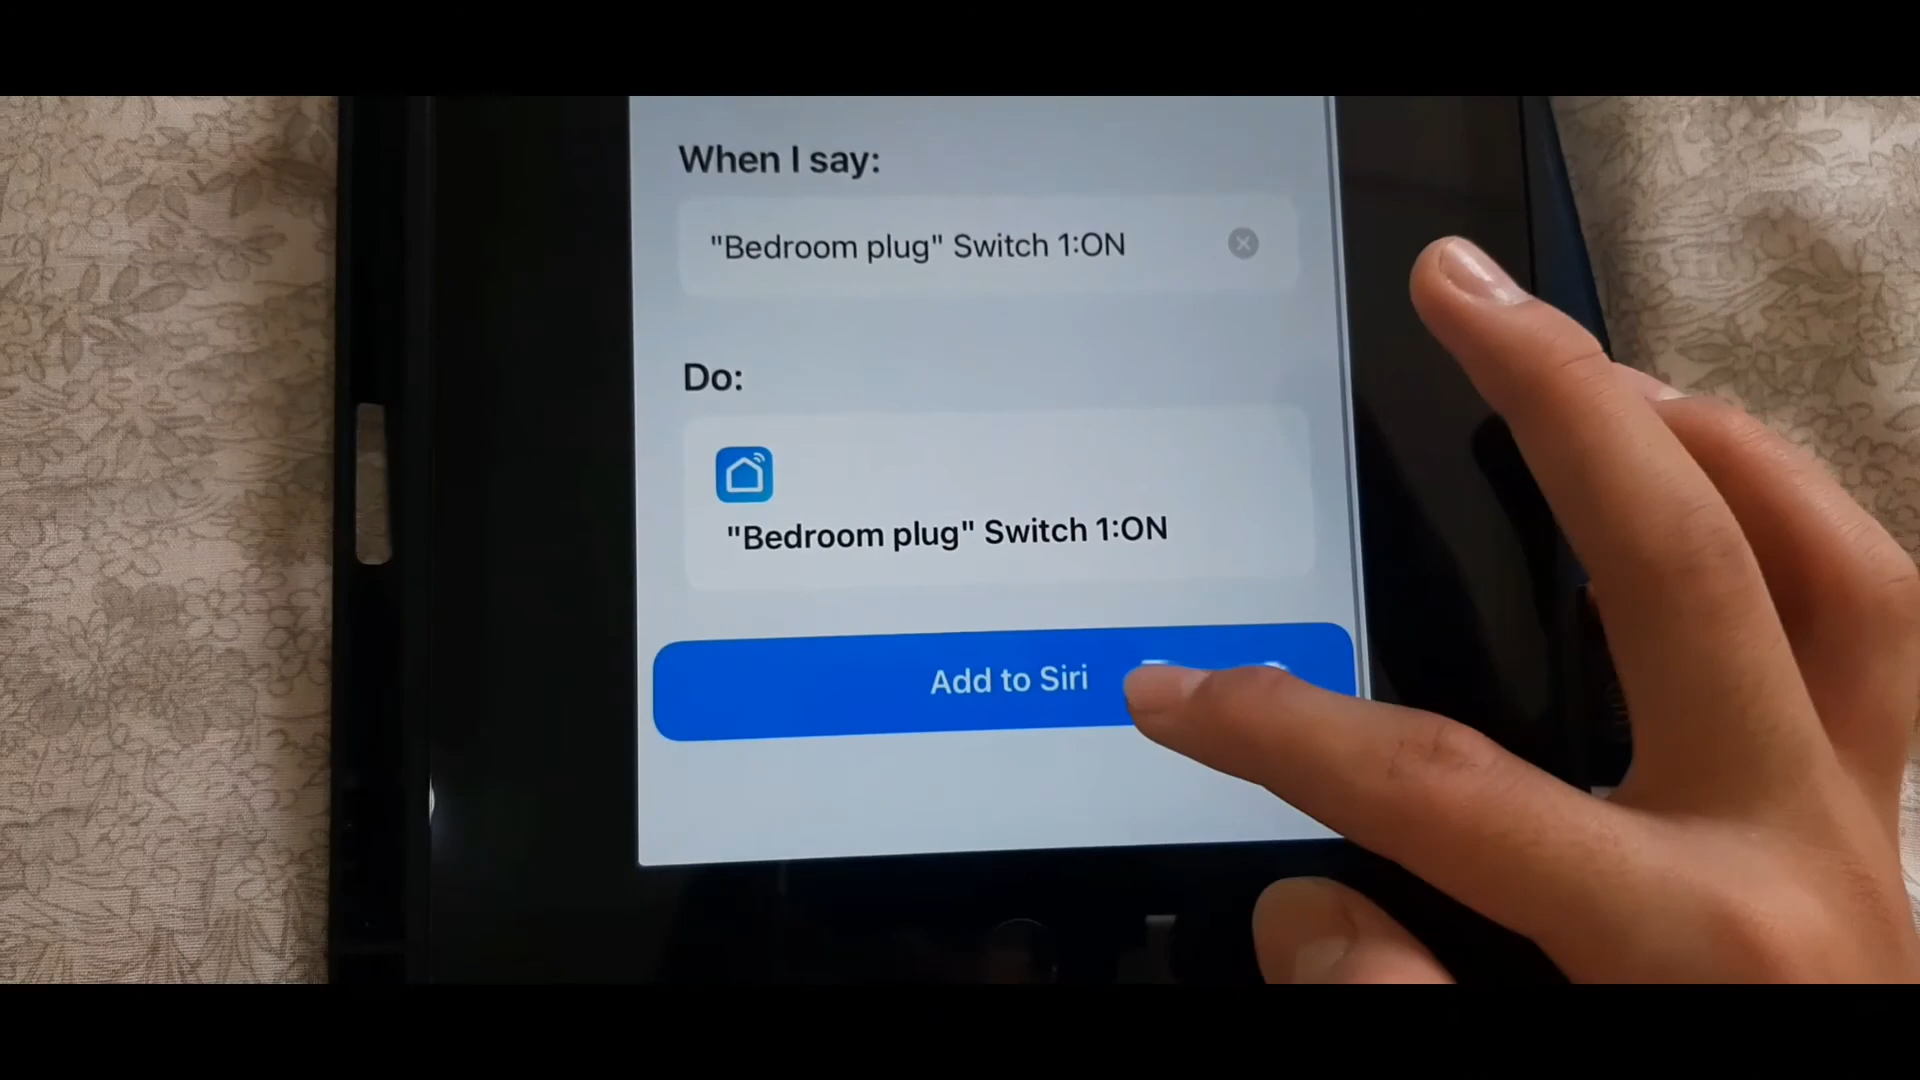 When I say:
"Bedroom plug" Switch 1:ON
Do:
"Bedroom plug" Switch 1:ON
Add to Siri